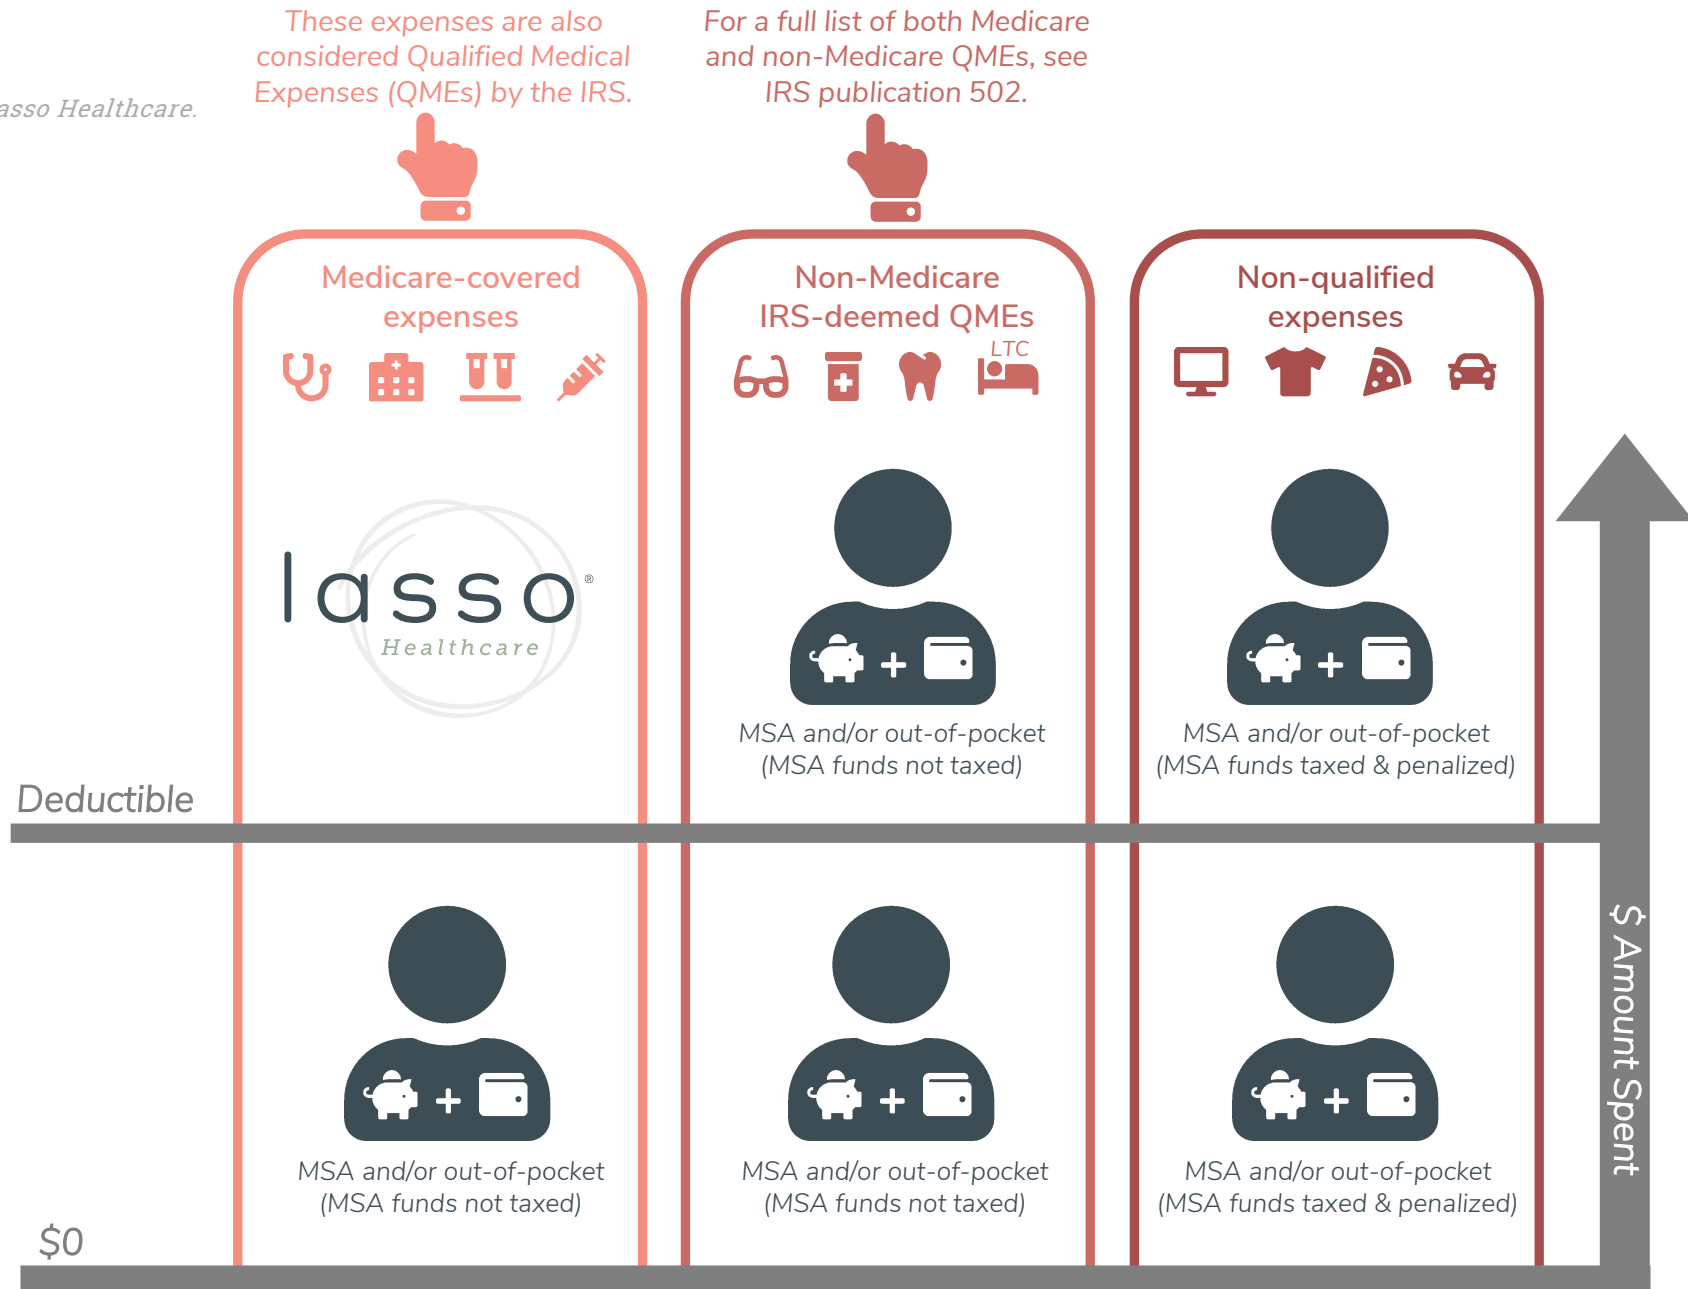 These expenses are also
considered Qualified Medical
Expenses (QMEs) by the IRS.
For a full list of both Medicare
and non-Medicare QMEs, see
IRS publication 502.
Healthcare.
Medicare-covered
expenses
Non-Medicare
IRS-deemed QMEs
LTC
Non-qualified
expenses
lasso®
Healthcare
MSA and/or out-of-pocket
(MSA funds not taxed)
MSA and/or out-of-pocket
(MSA funds taxed & penalized)
Deductible
MSA and/or out-of-pocket
(MSA funds not taxed)
MSA and/or out-of-pocket
(MSA funds not taxed)
MSA and/or out-of-pocket
(MSA funds taxed & penalized)
$ Amount Spent
$0